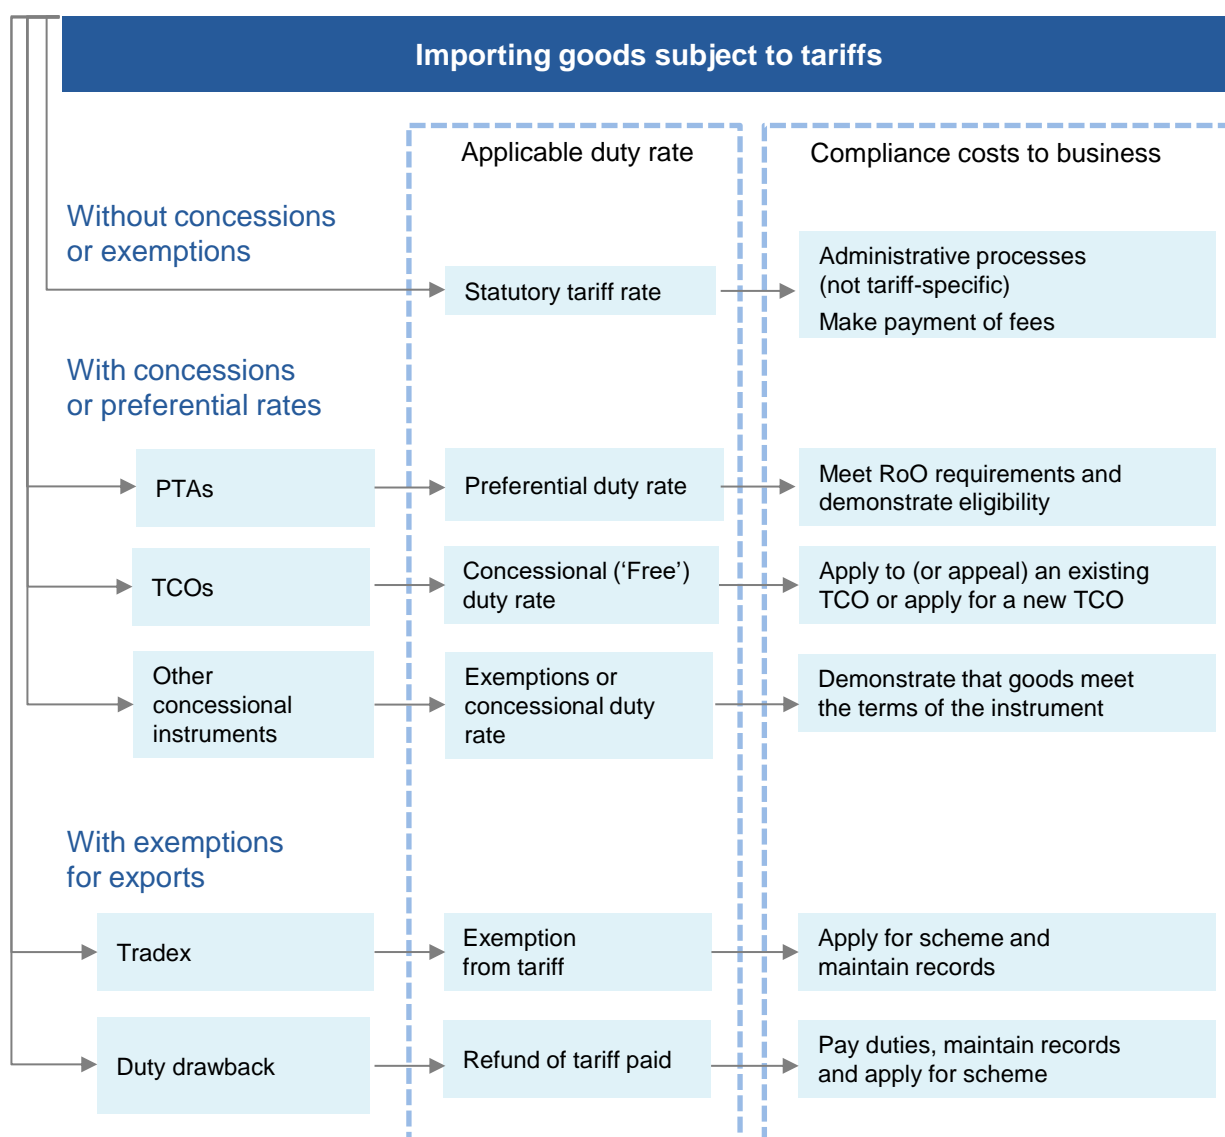 Importing goods subject to tariffs
Applicable duty rate
Compliance costs to business
Without concessions
or exemptions
Statutory tariff rate
Administrative processes
(not tariff-specific)
Make payment of fees
With concessions
or preferential rates
PTAs
Preferential duty rate
Meet RoO requirements and
demonstrate eligibility
TCOs
Concessional (‘Free’)
duty rate
Apply to (or appeal) an existing
TCO or apply for a new TCO
Other
concessional
instruments
Exemptions or
concessional duty
rate
Demonstrate that goods meet
the terms of the instrument
With exemptions
for exports
Tradex
Exemption
from tariff
Apply for scheme and
maintain records
Duty drawback
Refund of tariff paid
Pay duties, maintain records
and apply for scheme